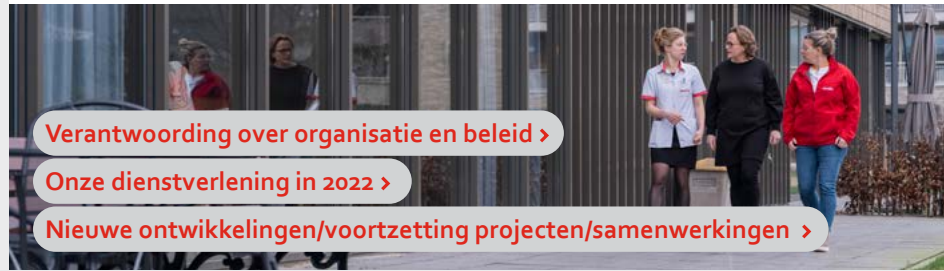 Verantwoording over organisatie en beleid >
Onze dienstverlening in 2022 >
Nieuwe ontwikkelingen/voortzetting projecten/samenwerkingen >